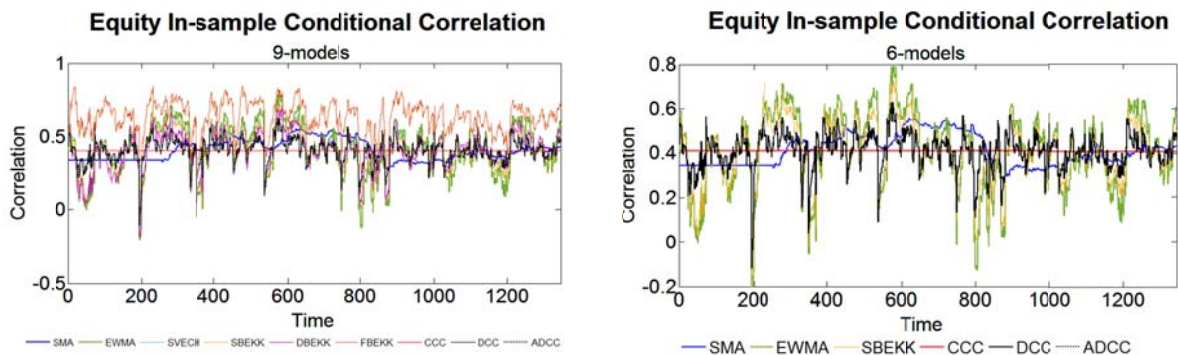 Equity In-sample Conditional Correlation
9-models
1
0.5
0
-0.5
Correlation
0 200 400 600 800 1000 1200
Time
SMA EWMA SVECH SBEKK DBEKK FBEKK CCC DCC ADCC
Equity In-sample Conditional Correlation
6-models
0.8
0.6
0.4
0.2
0
-0.2
Correlation
0 200 400 600 800 1000 1200
Time
SMA EWMA SBEKK CCC DCC ADCC